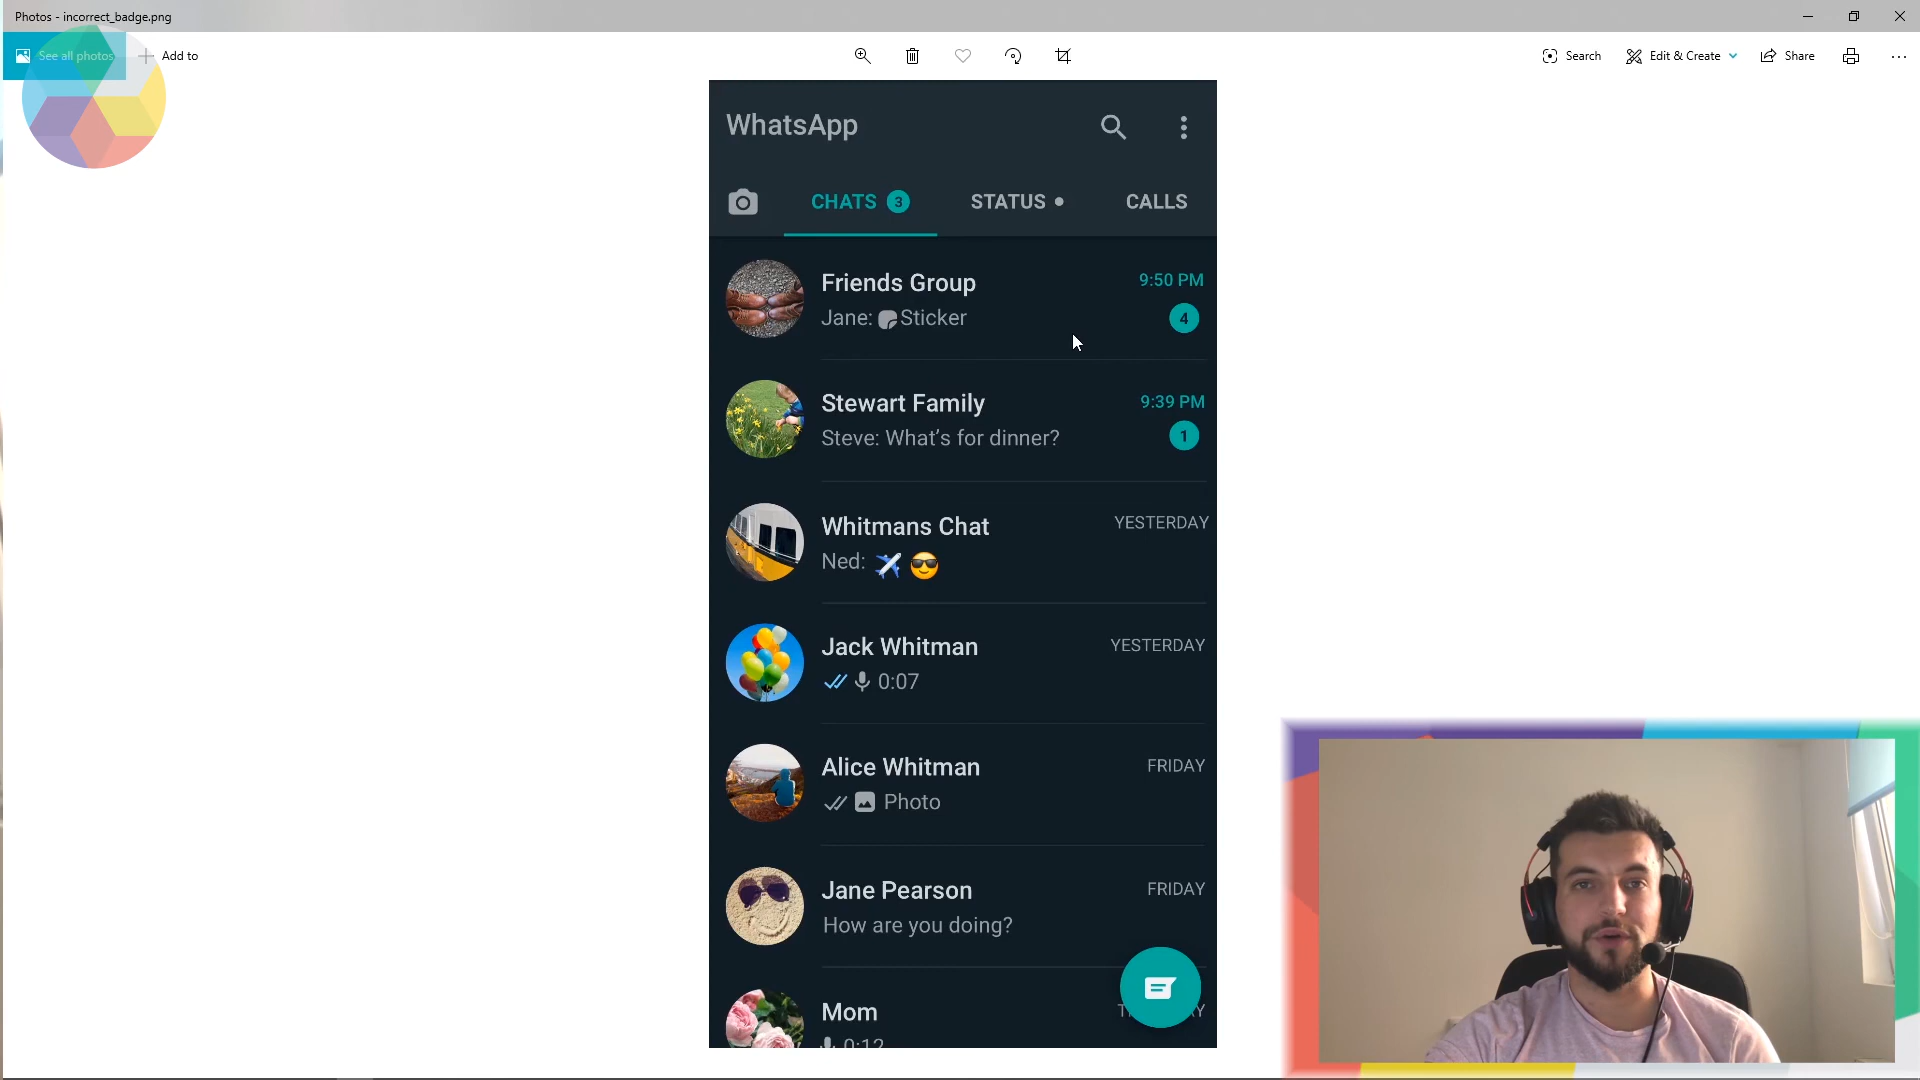 Photos - incorrect_badge.png
See all photos
Add to
Search
Edit & Create
Share
WhatsApp
CHATS 3
STATUS
CALLS
Friends Group
9:50 PM
Jane: Sticker
4
Stewart Family
9:39 PM
Steve: What's for dinner?
1
Whitmans Chat
YESTERDAY
Ned:
Jack Whitman
YESTERDAY
0:07
Alice Whitman
FRIDAY
Photo
Jane Pearson
FRIDAY
How are you doing?
Mom
0:12